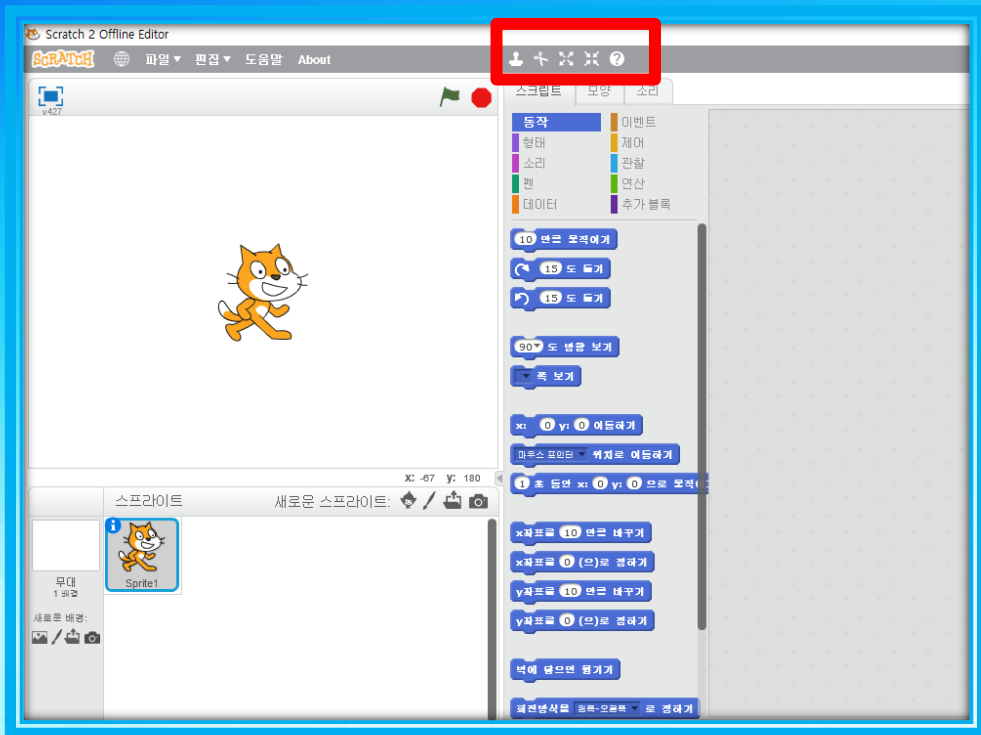 Scratch 2 Offline Editor
SCRATCH 파일 편집 도움말 About
v427
스크립트 모양 소리
동작 이벤트
형태 제어
소리 관찰
펜 연산
데이터 추가 블록
10 만큼 움직이기
15 도 돌기
15 도 돌기
90 도 방향 보기
쪽 보기
x: 0 y: 0 이동하기
마우스 포인터 위치로 이동하기
X: -67 Y: 180
1 초 동안 x: 0 y: 0 으로 움직이
스프라이트 새로운 스프라이트:
x좌표를 10 만큼 바꾸기
x좌표를 0 (으)로 정하기
y좌표를 10 만큼 바꾸기
y좌표를 0 (으)로 정하기
벽에 닿으면 튕기기
회전방식을 왼쪽-오른쪽 로 정하기
Sprite1
무대
1 배경
새로운 배경: